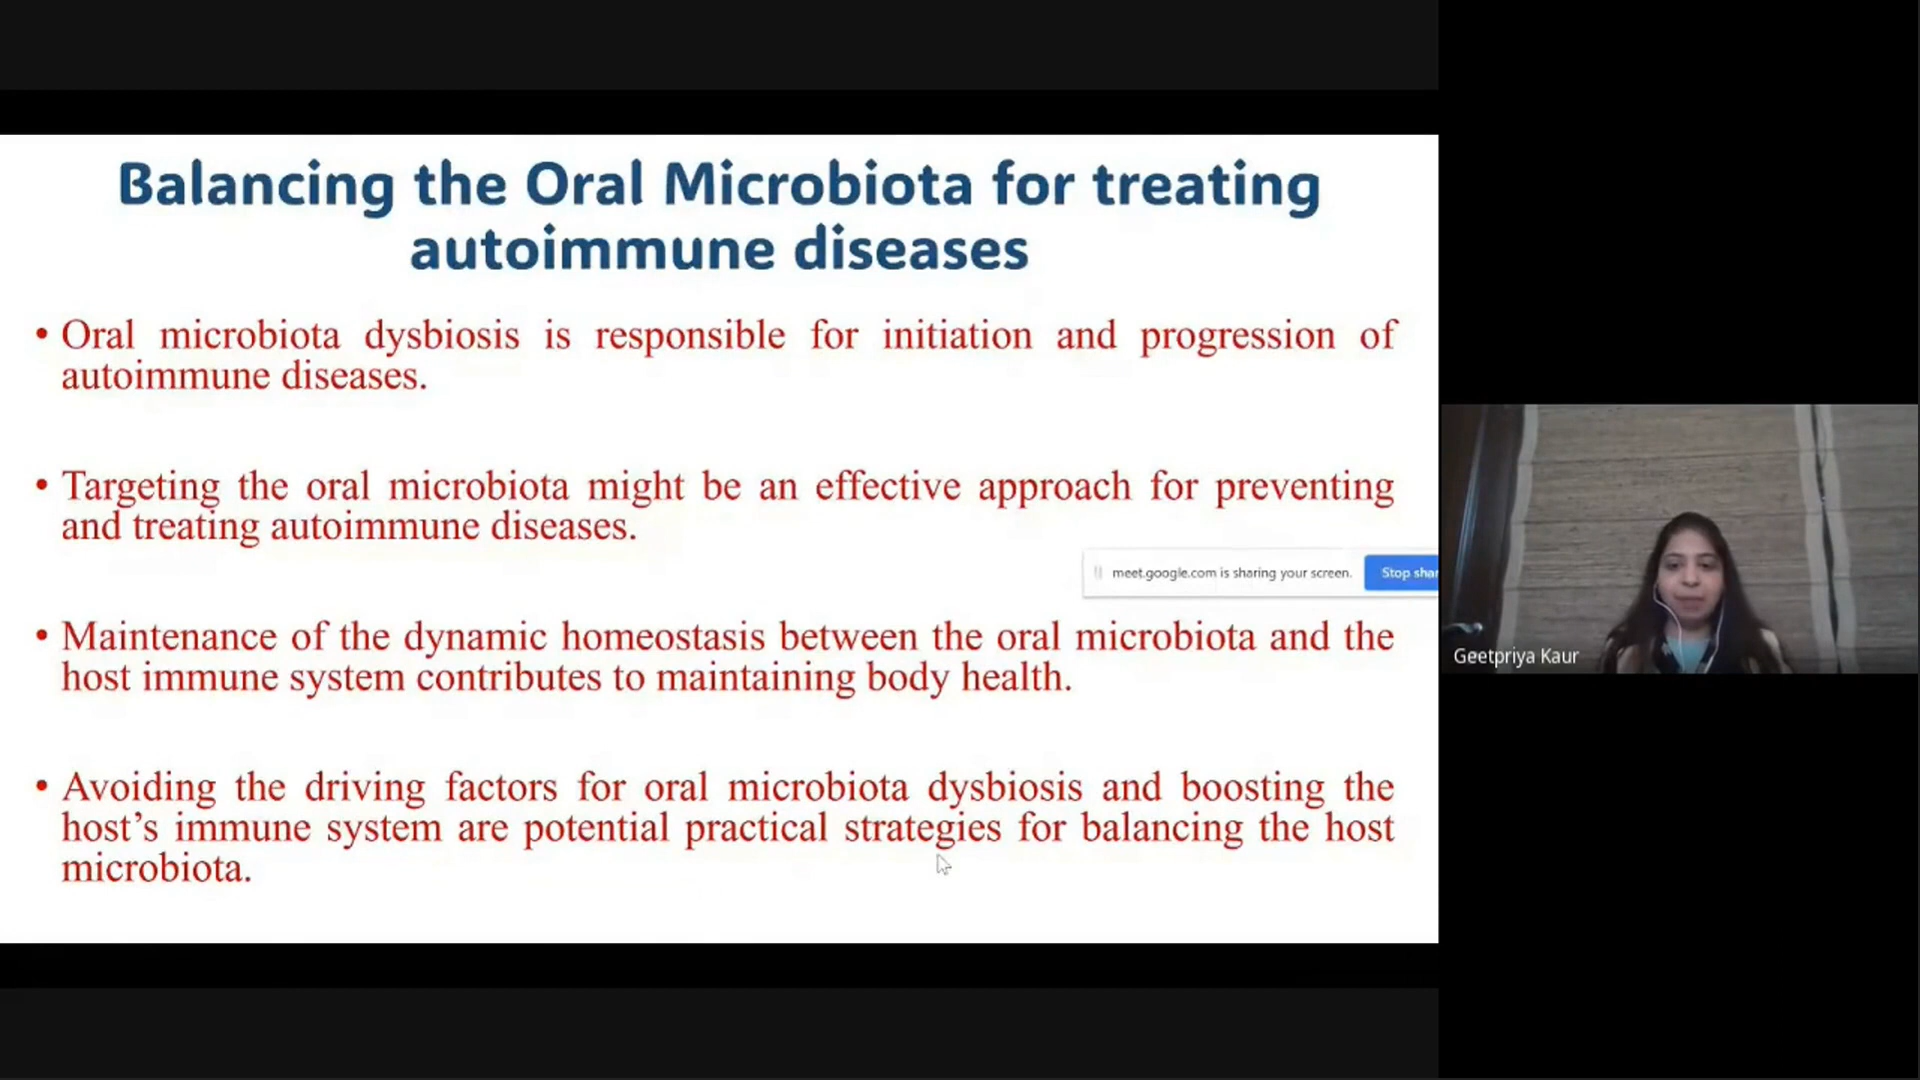 Balancing the Oral Microbiota for treating
autoimmune diseases
• Oral microbiota dysbiosis is responsible for initiation and progression of
autoimmune diseases.
• Targeting the oral microbiota might be an effective approach for preventing
and treating autoimmune diseases.
meet.google.com is sharing your screen.
Stop shar
• Maintenance of the dynamic homeostasis between the oral microbiota and the
host immune system contributes to maintaining body health.
• Avoiding the driving factors for oral microbiota dysbiosis and boosting the
host’s immune system are potential practical strategies for balancing the host
microbiota.
Geetpriya Kaur